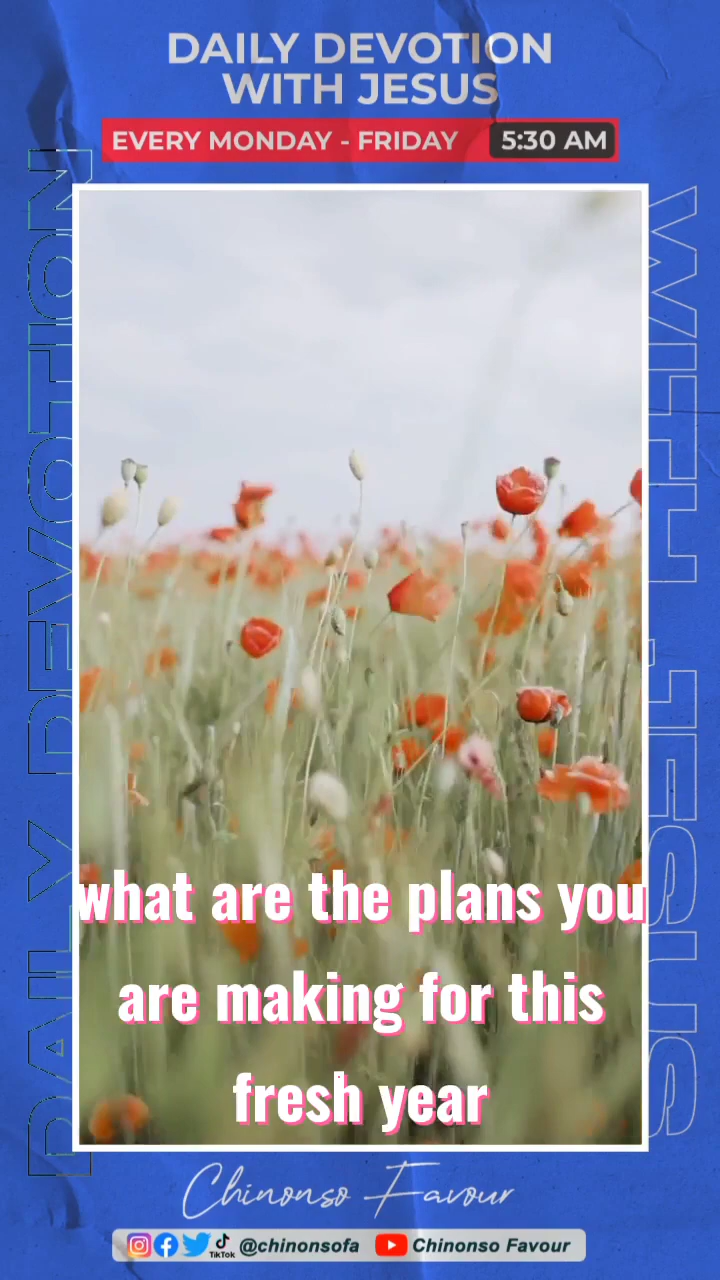 DAILY DEVOTION
WITH JESUS
EVERY MONDAY - FRIDAY 5:30 AM
DAILY DEVOTION
WITH JESUS
what are the plans you
are making for this
fresh year
Chinonso Favour
TikTok @chinonsofa Chinonso Favour